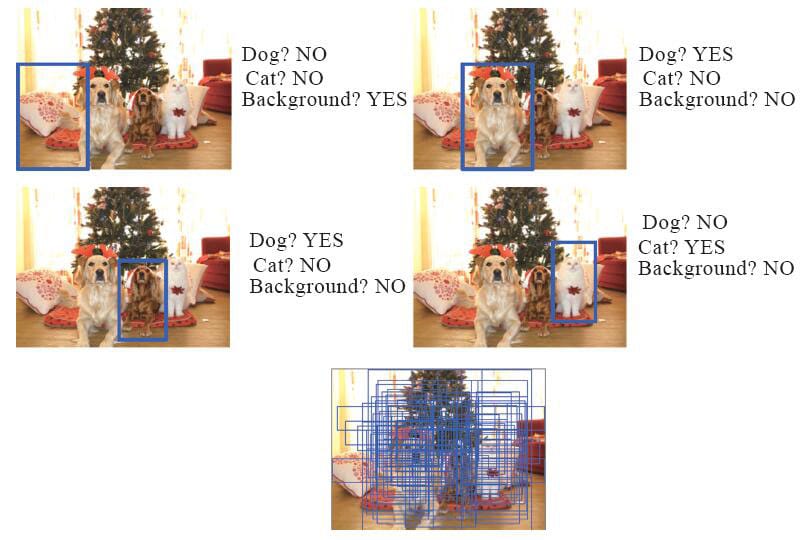 Dog? NO
Cat? NO
Background? YES
Dog? YES
Cat? NO
Background? NO
Dog? YES
Cat? NO
Background? NO
Dog? NO
Cat? YES
Background? NO